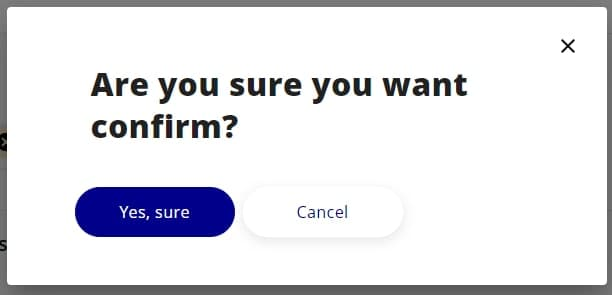 Are you sure you want
confirm?
Yes, sure
Cancel